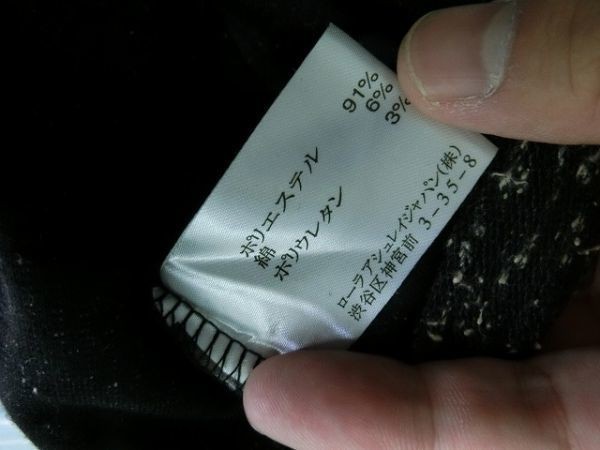 ポリエステル 91%
綿 6%
ポリウレタン 3%
ローラアシュレイジャパン(株)
渋谷区神宮前 3-35-8